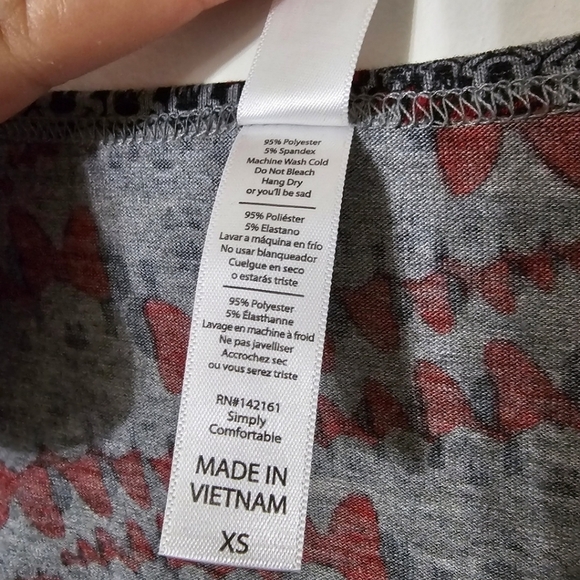 95% Polyester
5% Spandex
Machine Wash Cold
Do Not Bleach
Hang Dry
or you'll be sad
95% Poliéster
5% Elastano
Lavar a máquina en frío
No usar blanqueador
Cuelgue en seco
o estarás triste
95% Polyester
5% Élasthanne
Lavage en machine à froid
Ne pas javelliser
Accrochez sec
ou vous serez triste
RN#142161
Simply
Comfortable
MADE IN
VIETNAM
XS